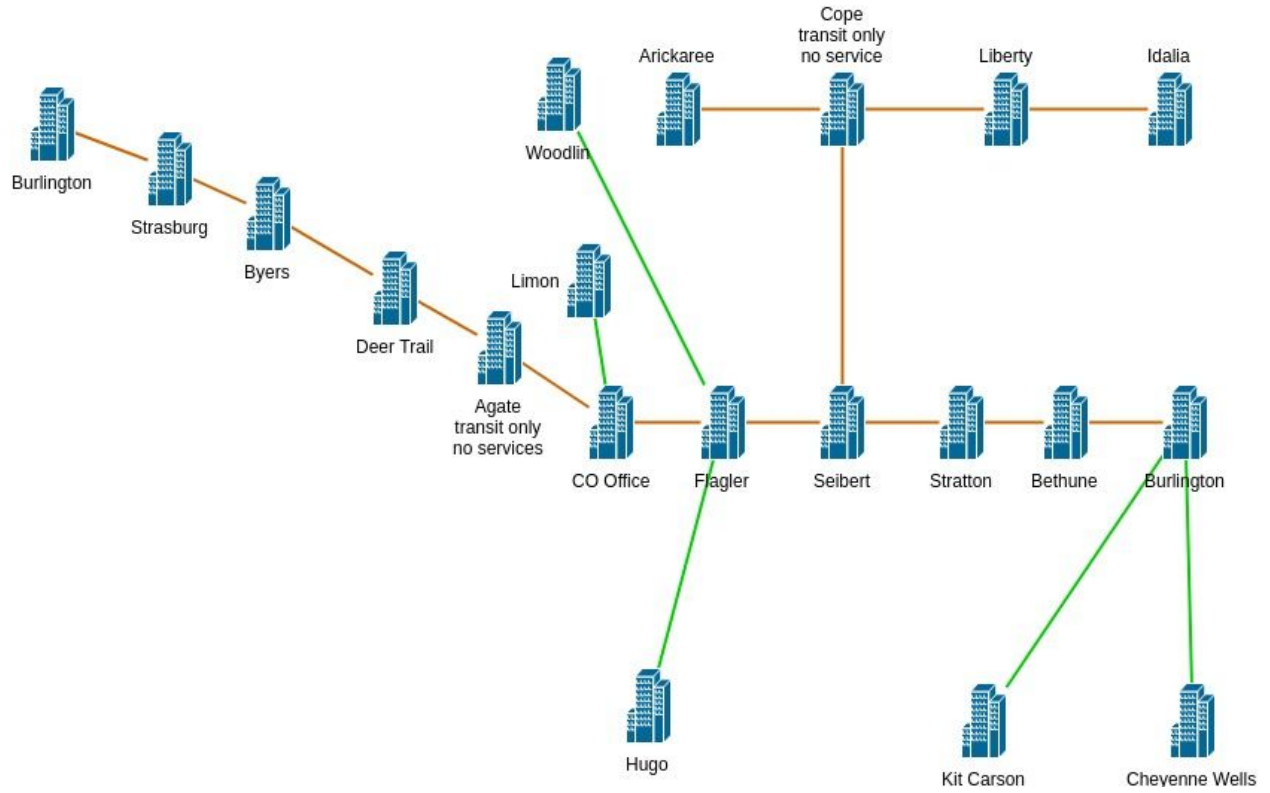 Cope
transit only
no service
Arickaree
Liberty
Idalia
Woodlin
Burlington
Strasburg
Byers
Limon
Deer Trail
Agate
transit only
no services
CO Office
Flagler
Seibert
Stratton
Bethune
Burlington
Hugo
Kit Carson
Cheyenne Wells